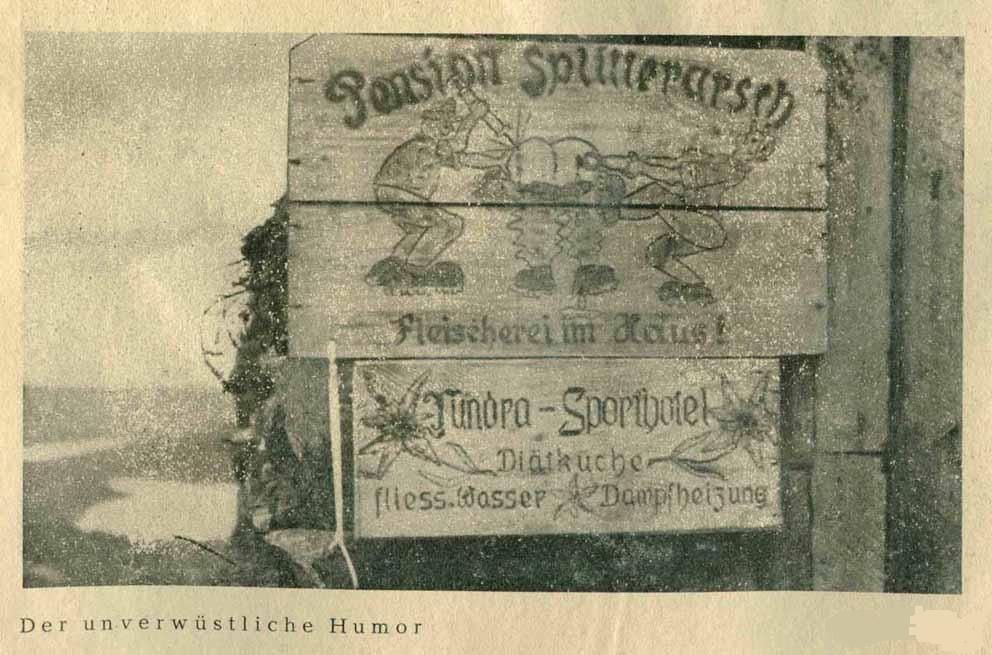 Pension Splitterarsch
Fleischerei im Haus!
Tundra-Sporthotel
Diätküche
fliess. Wasser Dampfheizung
Der unverwüstliche Humor